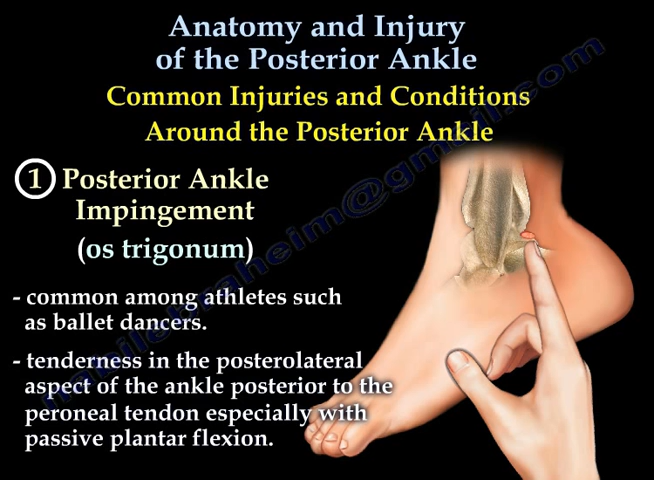 Anatomy and Injury
of the Posterior Ankle
Common Injuries and Conditions
Around the Posterior Ankle
1 Posterior Ankle
Impingement
(os trigonum)
- common among athletes such
as ballet dancers.
- tenderness in the posterolateral
aspect of the ankle posterior to the
peroneal tendon especially with
passive plantar flexion.